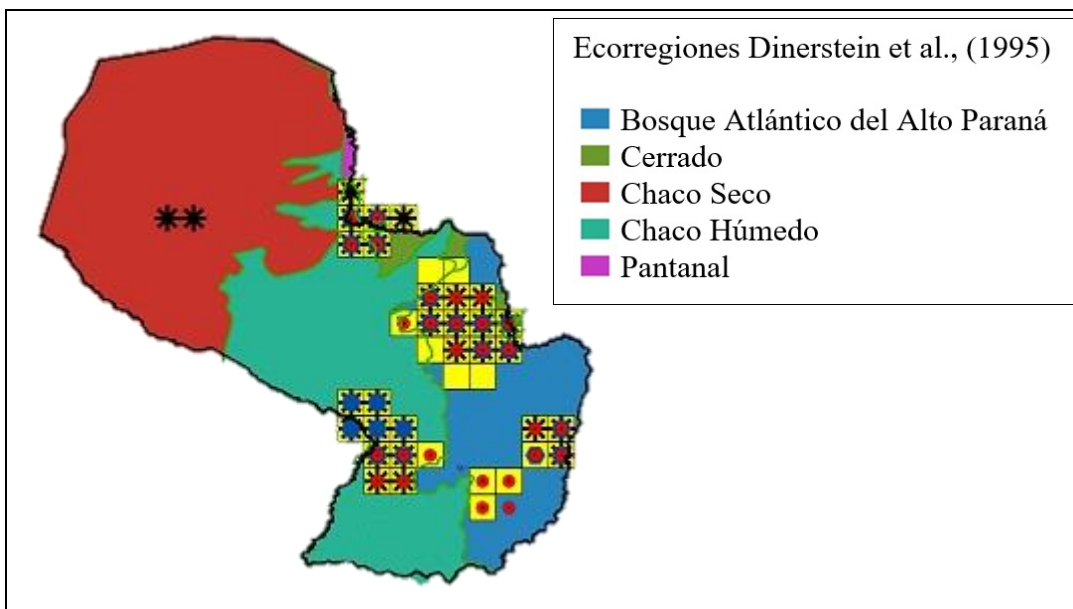 Ecorregiones Dinerstein et al., (1995)
Bosque Atlántico del Alto Paraná
Cerrado
Chaco Seco
Chaco Húmedo
Pantanal